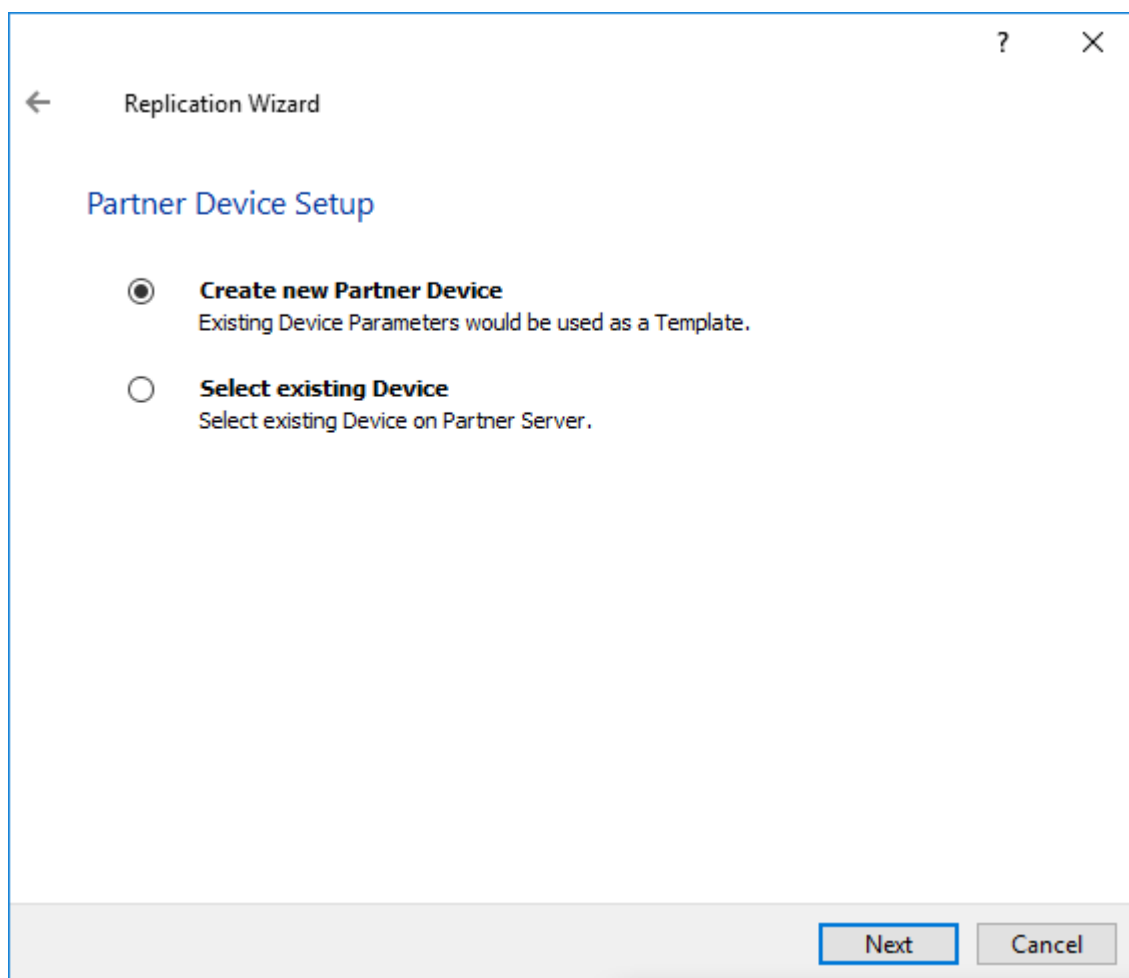 ?
Replication Wizard
Partner Device Setup
Create new Partner Device
Existing Device Parameters would be used as a Template.
Select existing Device
Select existing Device on Partner Server.
Next Cancel